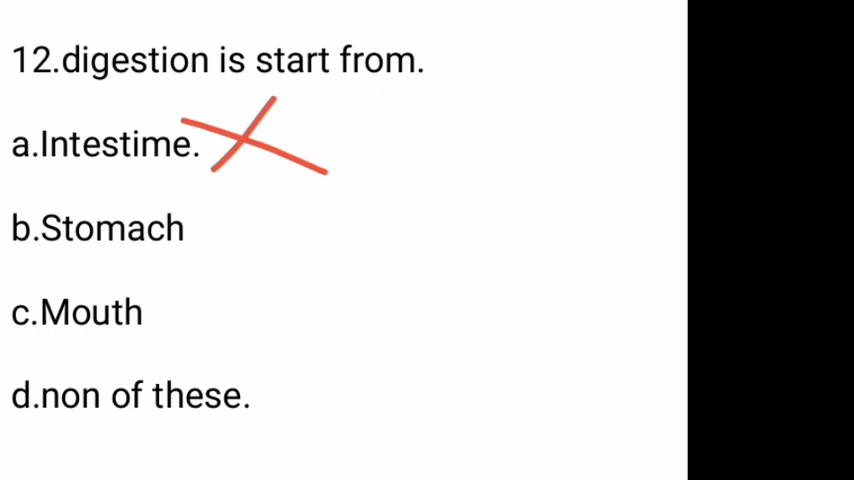 12.digestion is start from.
a.Intestime.
b.Stomach
c.Mouth
d.non of these.